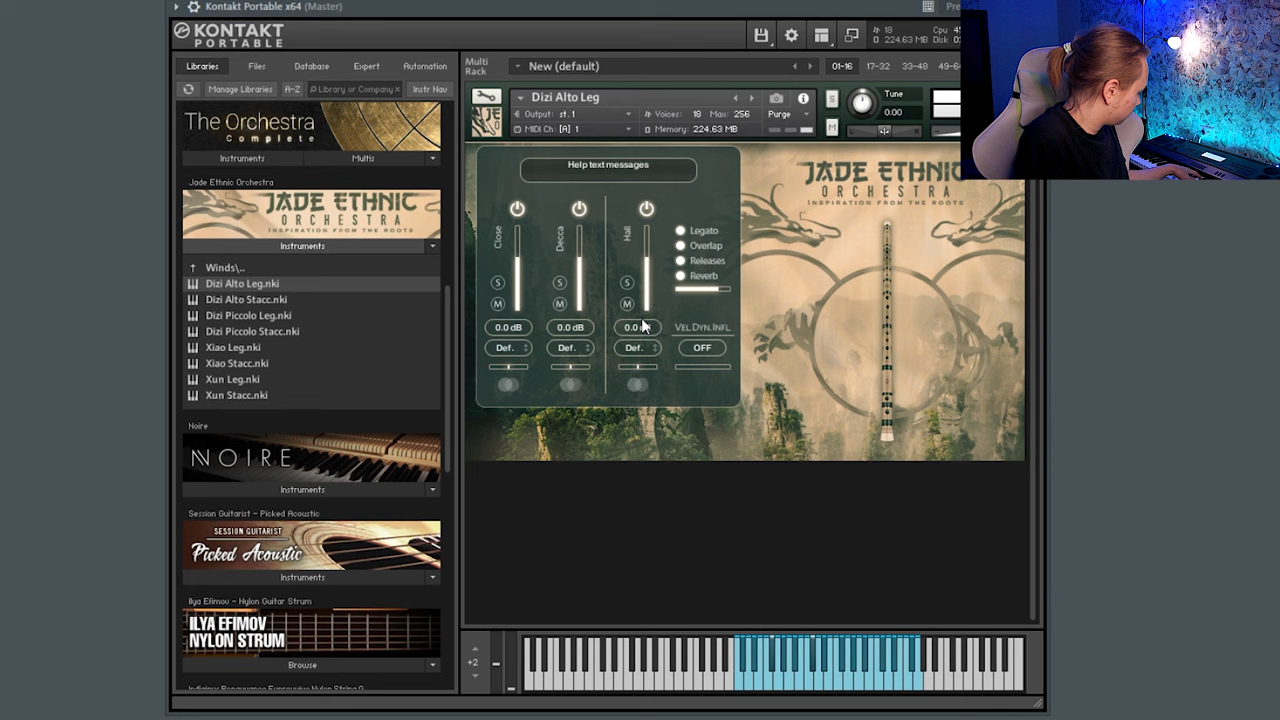 Kontakt Portable x64 (Master)
KONTAKT
PORTABLE
18
224.63 MB
Cpu
Disk
Libraries
Files
Database
Expert
Automation
Multi
Rack
New (default)
01-16
17-32
33-48
Manage Libraries
A-Z
Library or Company
Instr Nav
Dizi Alto Leg
Output: st. 1
Voices: 18
Max: 256
Purge
MIDI Ch: [A] 1
Memory: 224.63 MB
S
M
Tune
0.00
The Orchestra
Complete
Instruments
Multis
Jade Ethnic Orchestra
JADE ETHNIC
ORCHESTRA
INSPIRATION FROM THE ROOTS
Instruments
Winds\..
Dizi Alto Leg.nki
Dizi Alto Stacc.nki
Dizi Piccolo Leg.nki
Dizi Piccolo Stacc.nki
Xiao Leg.nki
Xiao Stacc.nki
Xun Leg.nki
Xun Stacc.nki
Noire
NOIRE
Instruments
Session Guitarist - Picked Acoustic
SESSION GUITARIST
Picked Acoustic
Instruments
Ilya Efimov - Nylon Guitar Strum
ILYA EFIMOV
NYLON STRUM
Browse
Help text messages
Close
Decca
Hall
Legato
Overlap
Releases
Reverb
S
S
S
M
M
M
0.0 dB
0.0 dB
VEL.DYN.INFL.
Def.
Def.
Def.
OFF
JADE ETHNIC
ORCHESTRA
INSPIRATION FROM THE ROOTS
+2